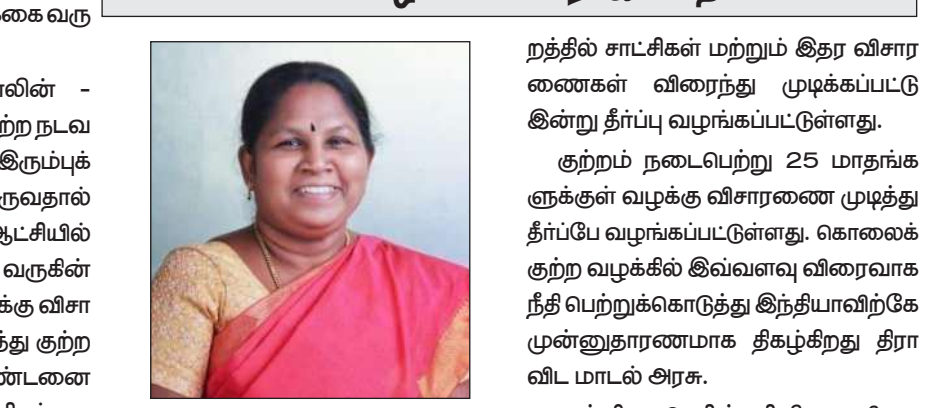 கை வரு
லின் -
ற்ற நடவ
இரும்புக்
ருவதால்
ஆட்சியில்
வருகின்
க்கு விசா
த்து குற்ற
ண்டனை
றத்தில் சாட்சிகள் மற்றும் இதர விசார
ணைகள் விரைந்து முடிக்கப்பட்டு
இன்று தீர்ப்பு வழங்கப்பட்டுள்ளது.
குற்றம் நடைபெற்று 25 மாதங்க
ளுக்குள் வழக்கு விசாரணை முடித்து
தீர்ப்பே வழங்கப்பட்டுள்ளது. கொலைக்
குற்ற வழக்கில் இவ்வளவு விரைவாக
நீதி பெற்றுக்கொடுத்து இந்தியாவிற்கே
முன்னுதாரணமாக திகழ்கிறது திரா
விட மாடல் அரசு.